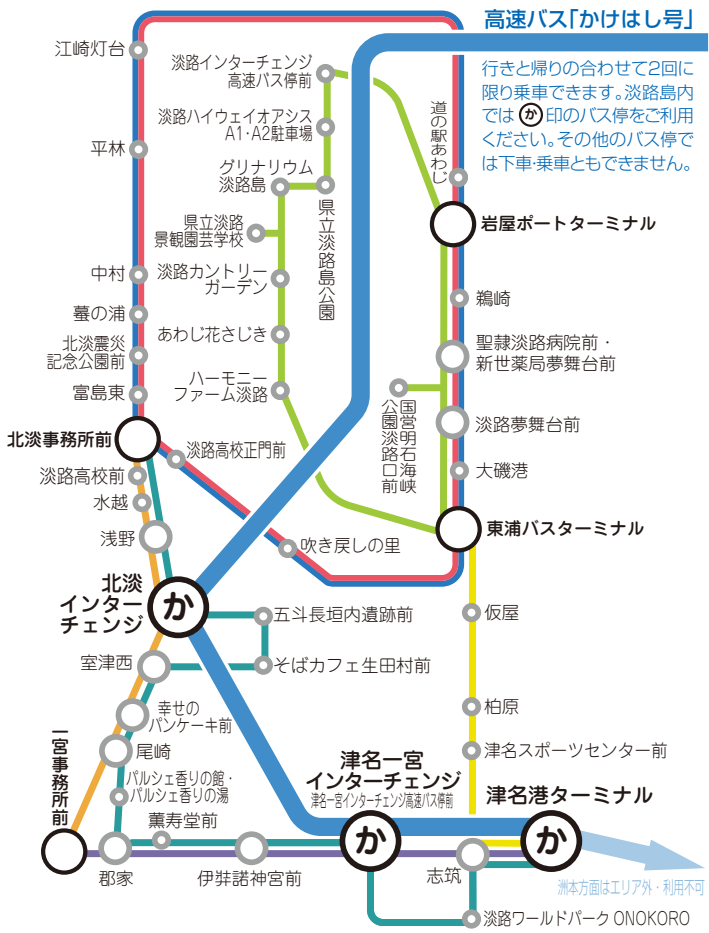 高速バス「かけはし号」
行きと帰りの合わせて2回に
限り乗車できます。淡路島内
では か 印のバス停をご利用
ください。その他のバス停で
は下車・乗車ともできません。
江崎灯台
平林
中村
蟇の浦
北淡震災
記念公園前
富島東
北淡事務所前
淡路高校前
水越
浅野
北淡
インター
チェンジ
か
室津西
幸せの
パンケーキ前
尾崎
パルシェ香りの館・
パルシェ香りの湯
一宮事務所前
郡家
薫寿堂前
伊弉諾神宮前
淡路インターチェンジ
高速バス停前
淡路ハイウェイオアシス
A1・A2駐車場
グリナリウム
淡路島
県立淡路島公園
県立淡路
景観園芸学校
淡路カントリー
ガーデン
あわじ花さじき
ハーモニー
ファーム淡路
淡路高校正門前
吹き戻しの里
五斗長垣内遺跡前
そばカフェ生田村前
道の駅あわじ
岩屋ポートターミナル
鵜崎
聖隷淡路病院前・
新世薬局夢舞台前
国営明石海峡
公園淡路口前
淡路夢舞台前
大磯港
東浦バスターミナル
仮屋
柏原
津名スポーツセンター前
津名一宮
インターチェンジ
津名一宮インターチェンジ高速バス停前
か
津名港ターミナル
か
志筑
洲本方面はエリア外・利用不可
淡路ワールドパーク ONOKORO